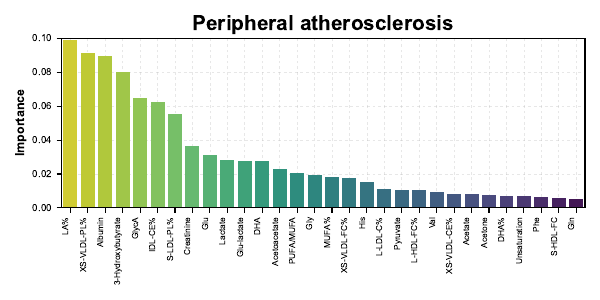 Peripheral atherosclerosis
Importance
0.10
0.08
0.06
0.04
0.02
0.00
LA%
XS-VLDL-PL%
Albumin
3-Hydroxybutyrate
GlycA
IDL-CE%
S-LDL-PL%
Creatinine
Glu
Lactate
Glu-lactate
DHA
Acetoacetate
PUFA/MUFA
Gly
MUFA%
XS-VLDL-FC%
His
L-LDL-C%
Pyruvate
L-HDL-FC%
Val
XS-VLDL-CE%
Acetate
Acetone
DHA%
Unsaturation
Phe
S-HDL-FC
Gln